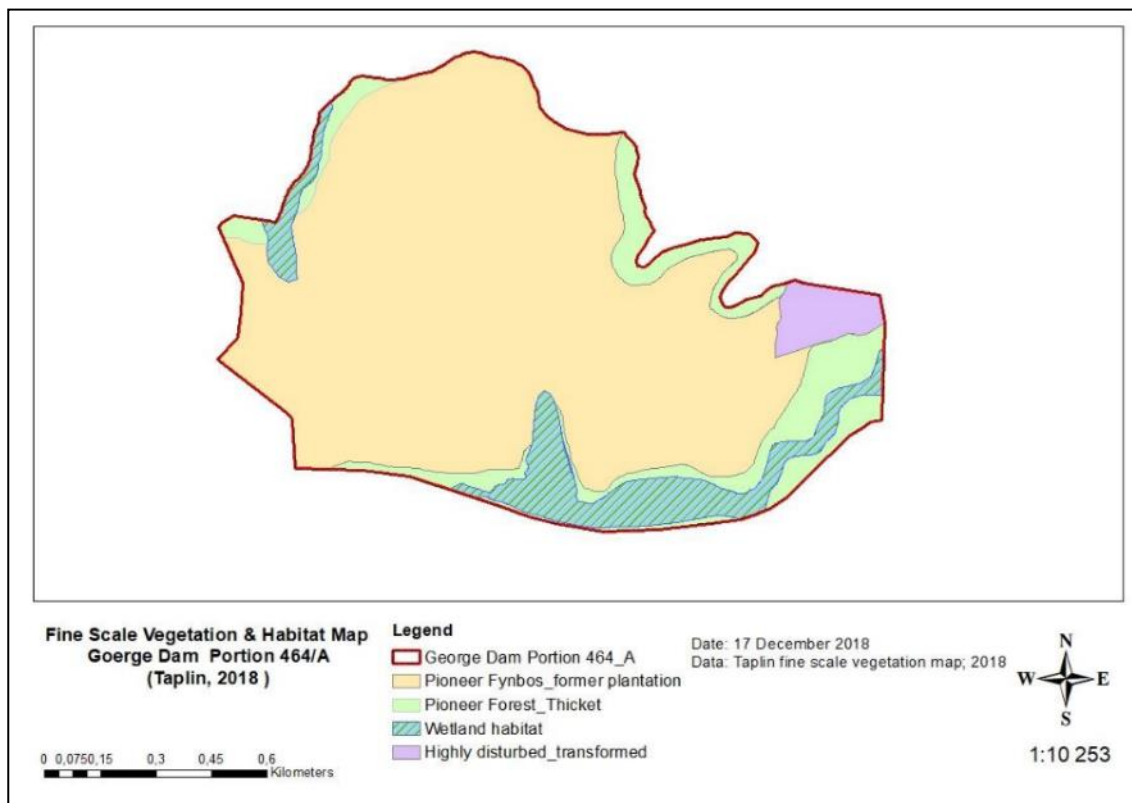 Fine Scale Vegetation & Habitat Map
Goerge Dam Portion 464/A
(Taplin, 2018 )
0 0,0750,15 0,3 0,45 0,6
Kilometers
Legend
George Dam Portion 464_A
Pioneer Fynbos_former plantation
Pioneer Forest_Thicket
Wetland habitat
Highly disturbed_transformed
Date: 17 December 2018
Data: Taplin fine scale vegetation map; 2018
N
W E
S
1:10 253